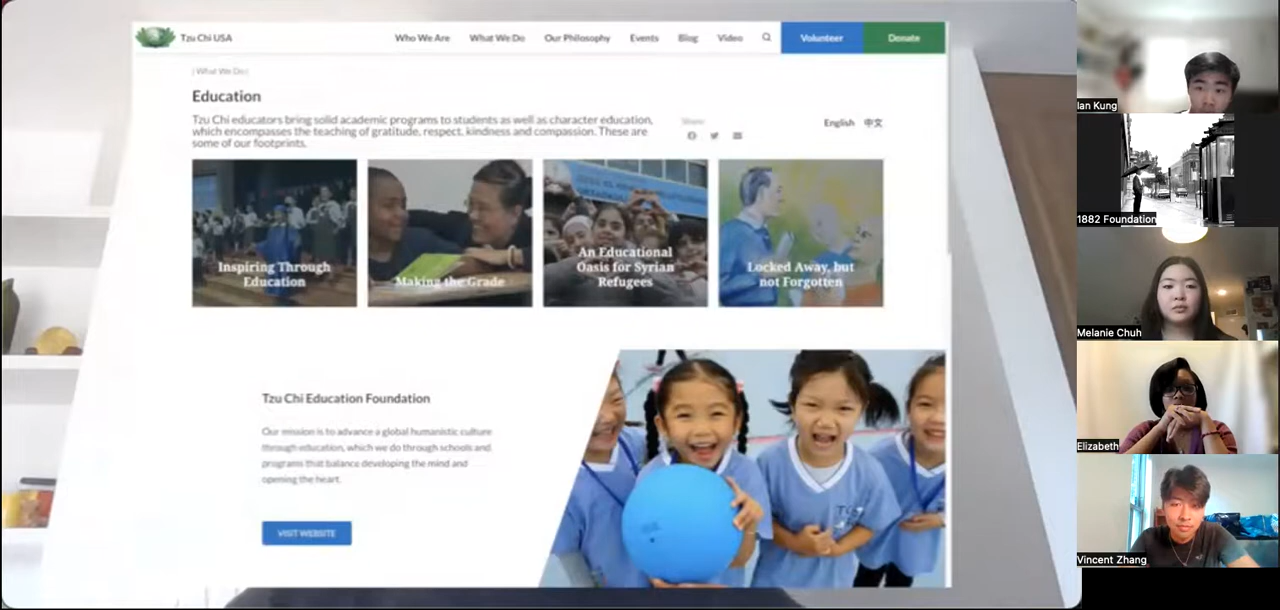 Tzu Chi USA
Who We Are
What We Do
Our Philosophy
Events
Blog
Video
Volunteer
Donate
| What We Do |
Education
Tzu Chi educators bring solid academic programs to students as well as character education,
which encompasses the teaching of gratitude, respect, kindness and compassion. These are
some of our footprints.
Share:
English 中文
Inspiring Through
Education
Making the Grade
An Educational
Oasis for Syrian
Refugees
Locked Away, but
not Forgotten
Tzu Chi Education Foundation
Our mission is to advance a global humanistic culture
through education, which we do through schools and
programs that balance developing the mind and
opening the heart.
VISIT WEBSITE
Ian Kung
1882 Foundation
Melanie Chuh
Elizabeth
Vincent Zhang